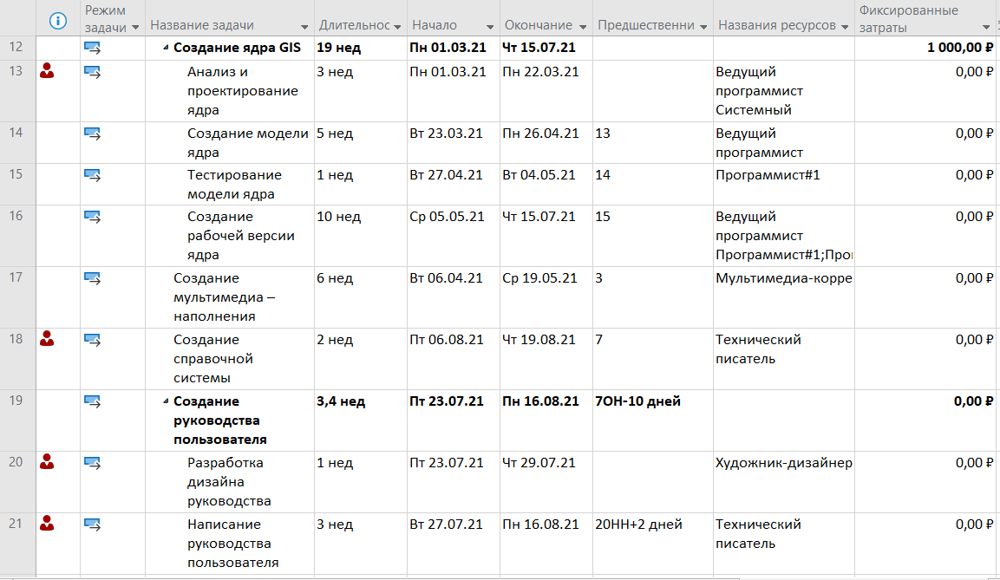 Режим задачи Название задачи Длительнос Начало Окончание Предшественни Названия ресурсов Фиксированные затраты
12 Создание ядра GIS 19 нед Пн 01.03.21 Чт 15.07.21 1 000,00 ₽
13 Анализ и 3 нед Пн 01.03.21 Пн 22.03.21 Ведущий 0,00 ₽
проектирование программист
ядра Системный
14 Создание модели 5 нед Вт 23.03.21 Пн 26.04.21 13 Ведущий 0,00 ₽
ядра программист
15 Тестирование 1 нед Вт 27.04.21 Вт 04.05.21 14 Программист#1 0,00 ₽
модели ядра
16 Создание 10 нед Ср 05.05.21 Чт 15.07.21 15 Ведущий 0,00 ₽
рабочей версии программист
ядра Программист#1;Про
17 Создание 6 нед Вт 06.04.21 Ср 19.05.21 3 Мультимедиа-корре 0,00 ₽
мультимедиа –
наполнения
18 Создание 2 нед Пт 06.08.21 Чт 19.08.21 7 Технический 0,00 ₽
справочной писатель
системы
19 Создание 3,4 нед Пт 23.07.21 Пн 16.08.21 7ОН-10 дней 0,00 ₽
руководства
пользователя
20 Разработка 1 нед Пт 23.07.21 Чт 29.07.21 Художник-дизайнер 0,00 ₽
дизайна
руководства
21 Написание 3 нед Вт 27.07.21 Пн 16.08.21 20НН+2 дней Технический 0,00 ₽
руководства писатель
пользователя